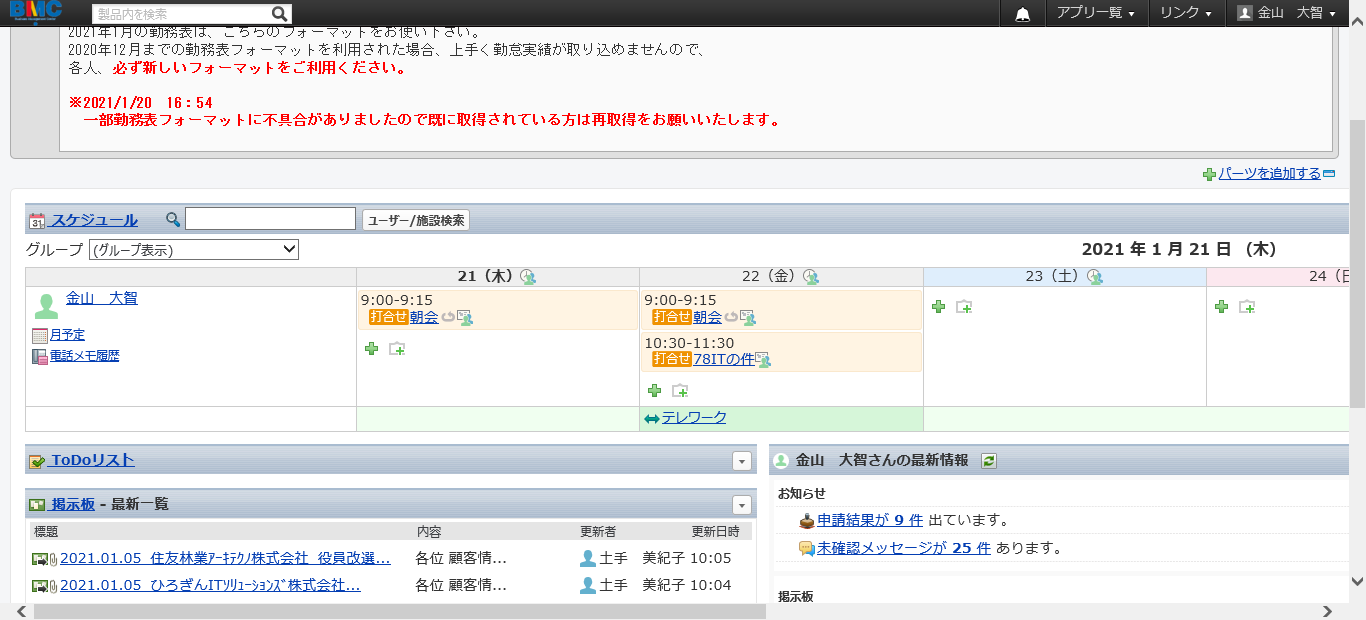 BMC
製品内を検索
アプリ一覧
リンク
金山　大智
2021年1月の勤務表は、こちらのフォーマットをお使い下さい。
2020年12月までの勤務表フォーマットを利用された場合、上手く勤怠実績が取り込めませんので、
各人、必ず新しいフォーマットをご利用ください。
※2021/1/20　16：54
一部勤務表フォーマットに不具合がありましたので既に取得されている方は再取得をお願いいたします。
パーツを追加する
スケジュール
ユーザー/施設検索
グループ (グループ表示)
2021 年 1 月 21 日 （木）
21（木） 22（金） 23（土） 24（日
金山　大智
月予定
電話メモ履歴
9:00-9:15
打合せ 朝会
9:00-9:15
打合せ 朝会
10:30-11:30
打合せ 78ITの件
テレワーク
ToDoリスト
掲示板 - 最新一覧
標題 内容 更新者 更新日時
2021.01.05 住友林業ｱｰｷﾃｸﾉ株式会社 役員改選... 各位 顧客情... 土手　美紀子 10:05
2021.01.05 ひろぎんITｿﾘｭｰｼｮﾝｽﾞ株式会社... 各位 顧客情... 土手　美紀子 10:04
金山　大智さんの最新情報
お知らせ
申請結果が 9 件 出ています。
未確認メッセージが 25 件 あります。
掲示板